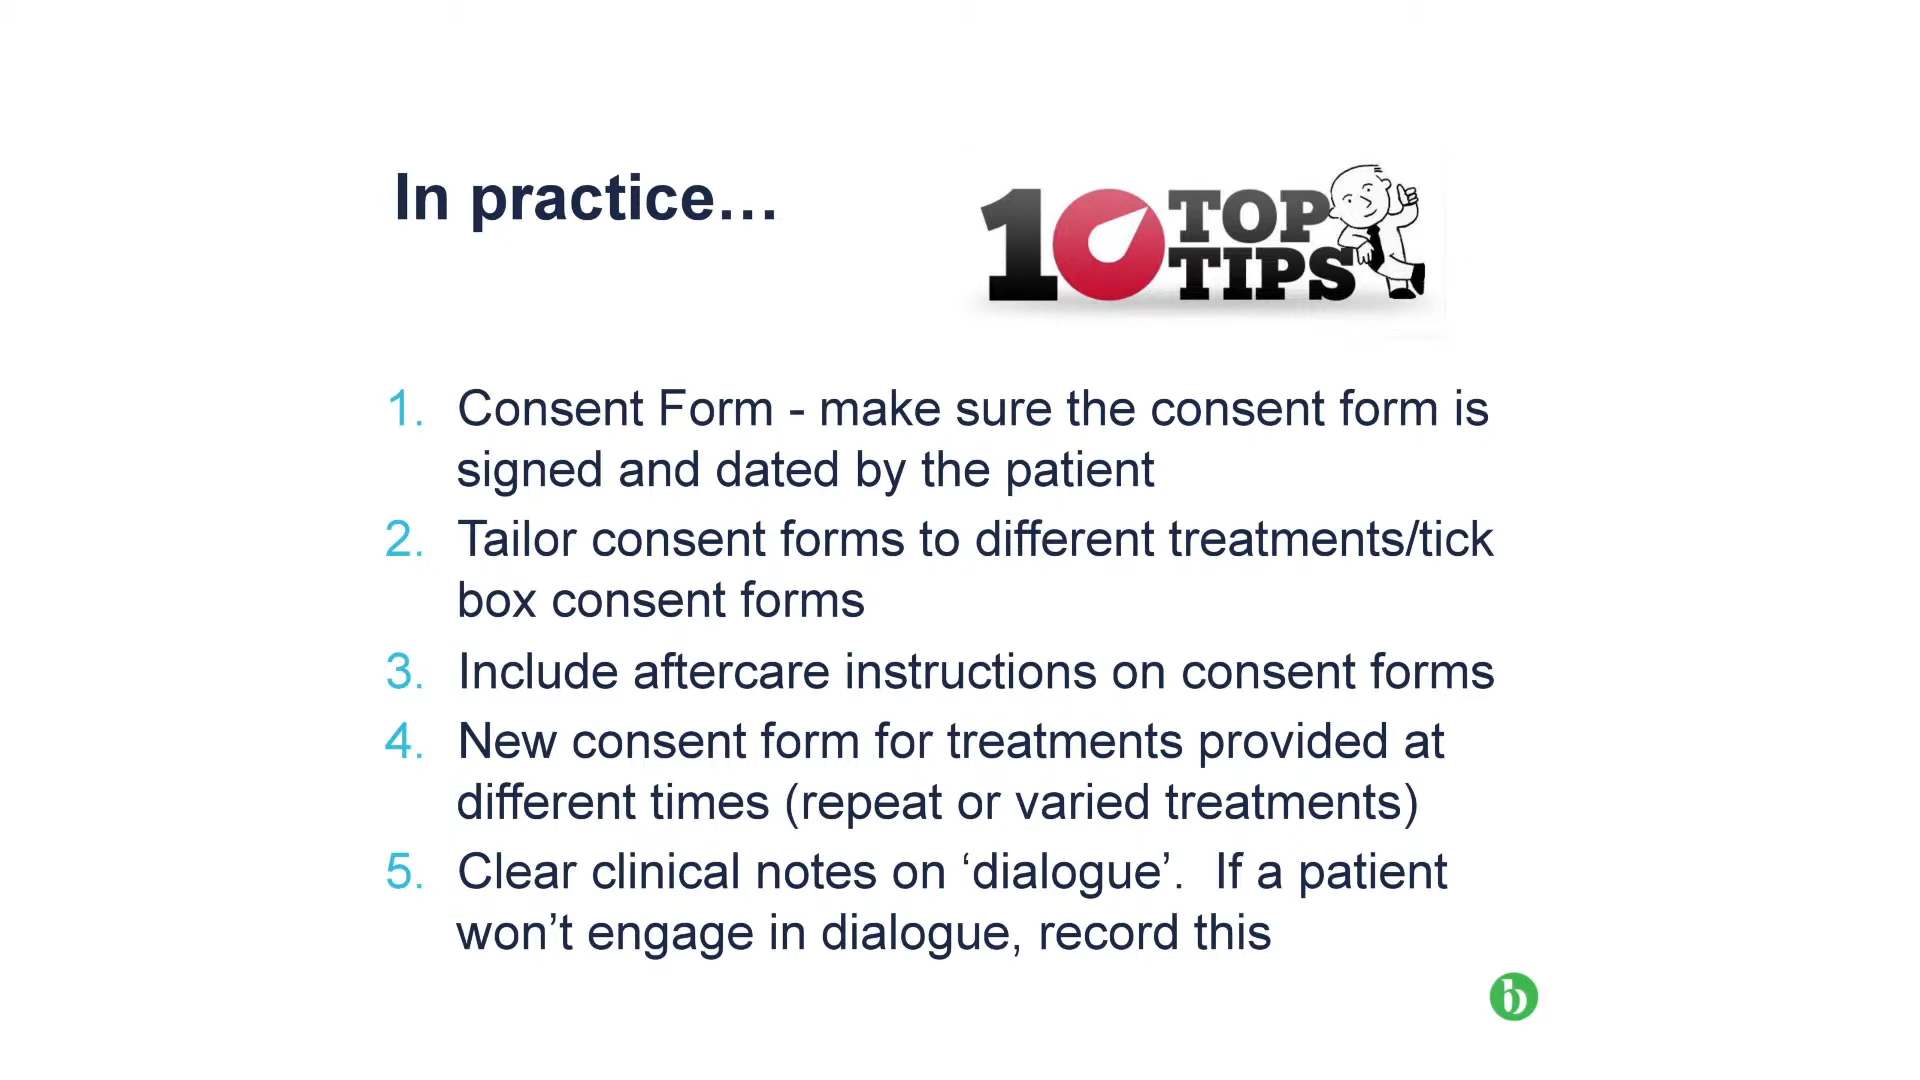 In practice…
10 TOP TIPS
1. Consent Form - make sure the consent form is
signed and dated by the patient
2. Tailor consent forms to different treatments/tick
box consent forms
3. Include aftercare instructions on consent forms
4. New consent form for treatments provided at
different times (repeat or varied treatments)
5. Clear clinical notes on ‘dialogue’.  If a patient
won’t engage in dialogue, record this
b